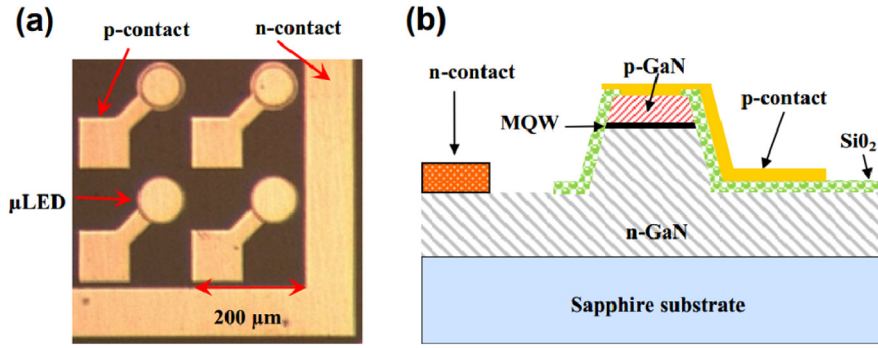 (a)
p-contact
n-contact
μLED
200 μm
(b)
n-contact
p-GaN
MQW
p-contact
Si0₂
n-GaN
Sapphire substrate